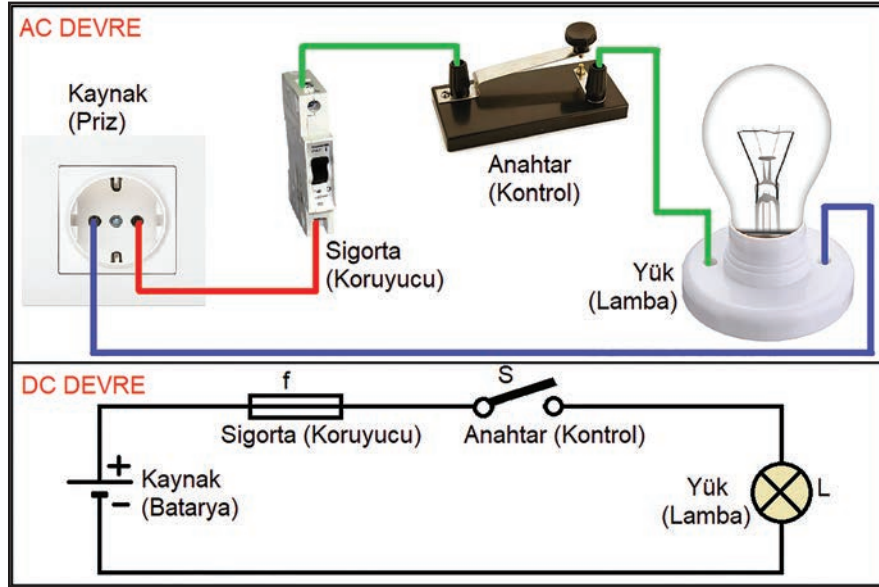 AC DEVRE
Kaynak
(Priz)
Sigorta
(Koruyucu)
Anahtar
(Kontrol)
Yük
(Lamba)
DC DEVRE
f
Sigorta (Koruyucu)
S
Anahtar (Kontrol)
+
−
Kaynak
(Batarya)
Yük
(Lamba)
L